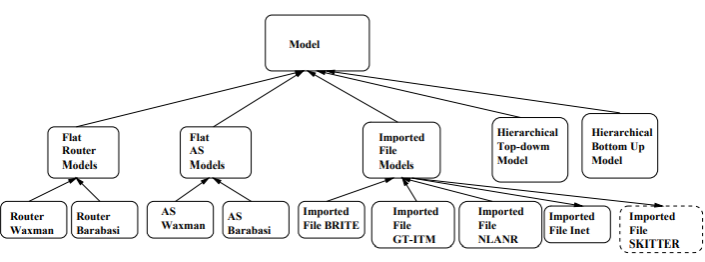 Model
Flat
Router
Models
Flat
AS
Models
Imported
File
Models
Hierarchical
Top-dowm
Model
Hierarchical
Bottom Up
Model
Router
Waxman
Router
Barabasi
AS
Waxman
AS
Barabasi
Imported
File BRITE
Imported
File
GT-ITM
Imported
File
NLANR
Imported
File Inet
Imported
File
SKITTER